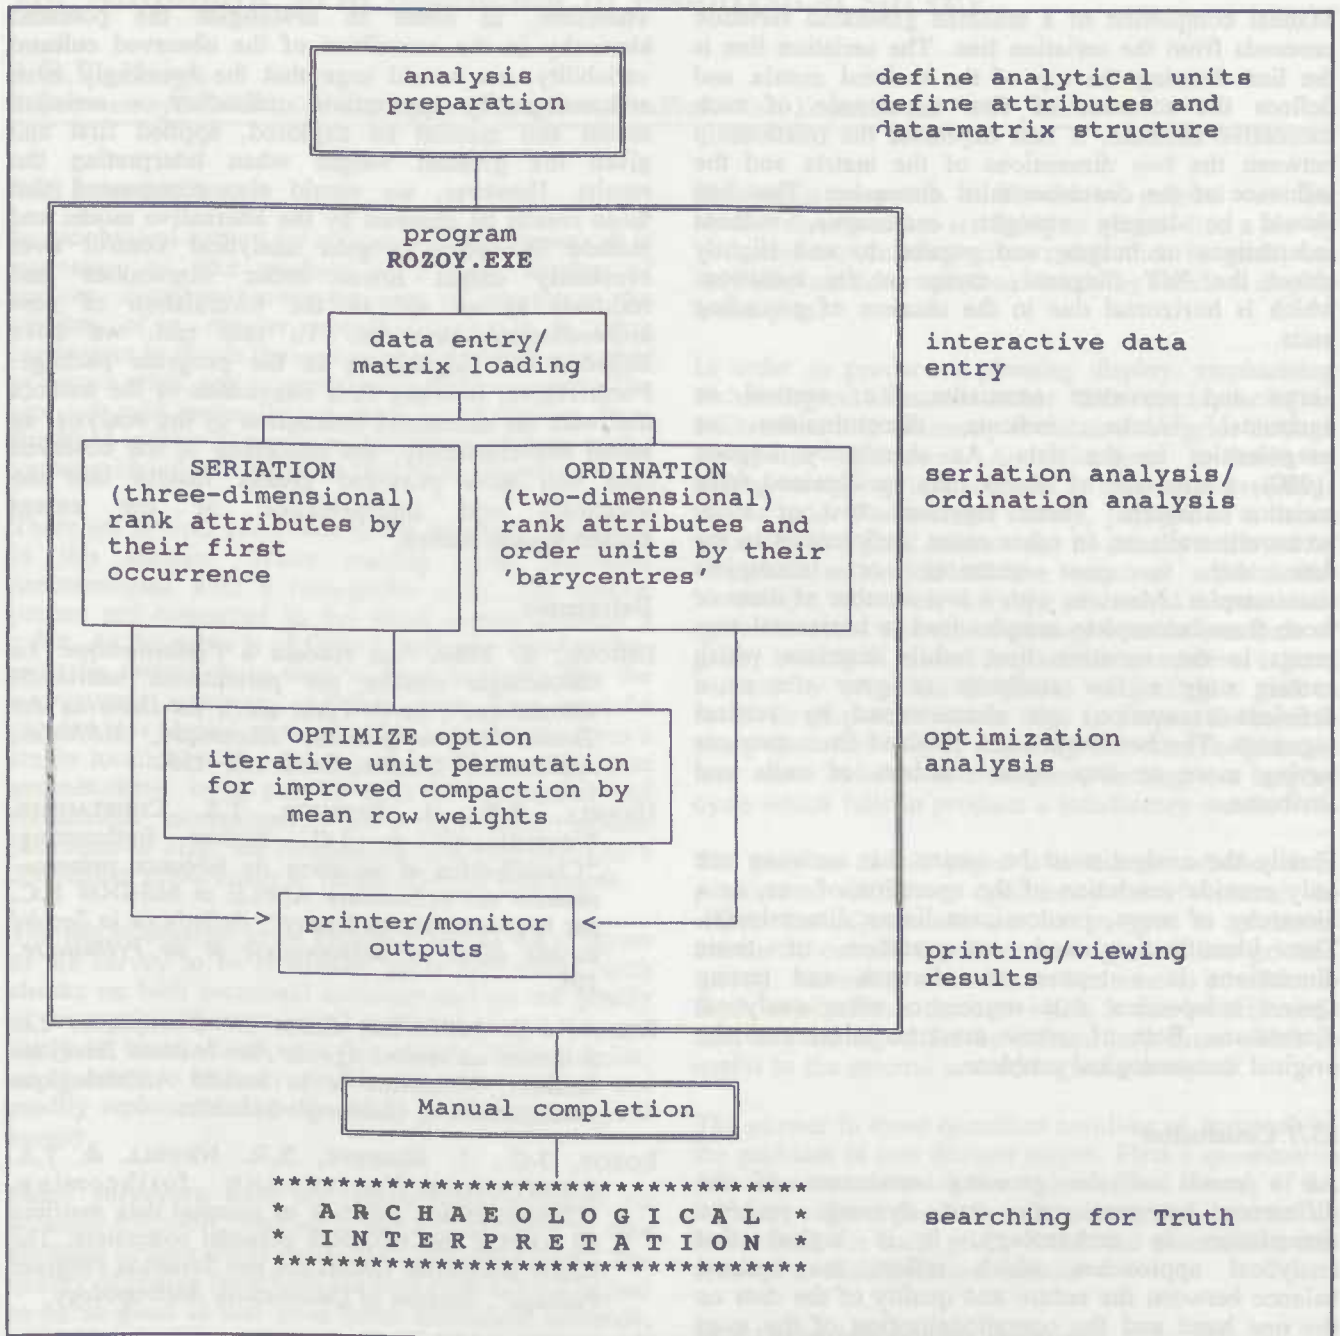 analysis
preparation
define analytical units
define attributes and
data-matrix structure
program
ROZOY.EXE
data entry/
matrix loading
interactive data
entry
SERIATION
(three-dimensional)
rank attributes by
their first
occurrence
ORDINATION
(two-dimensional)
rank attributes and
order units by their
'barycentres'
seriation analysis/
ordination analysis
OPTIMIZE option
iterative unit permutation
for improved compaction by
mean row weights
optimization
analysis
printer/monitor
outputs
printing/viewing
results
Manual completion
*********************************
* A R C H A E O L O G I C A L *
* I N T E R P R E T A T I O N *
*********************************
searching for Truth